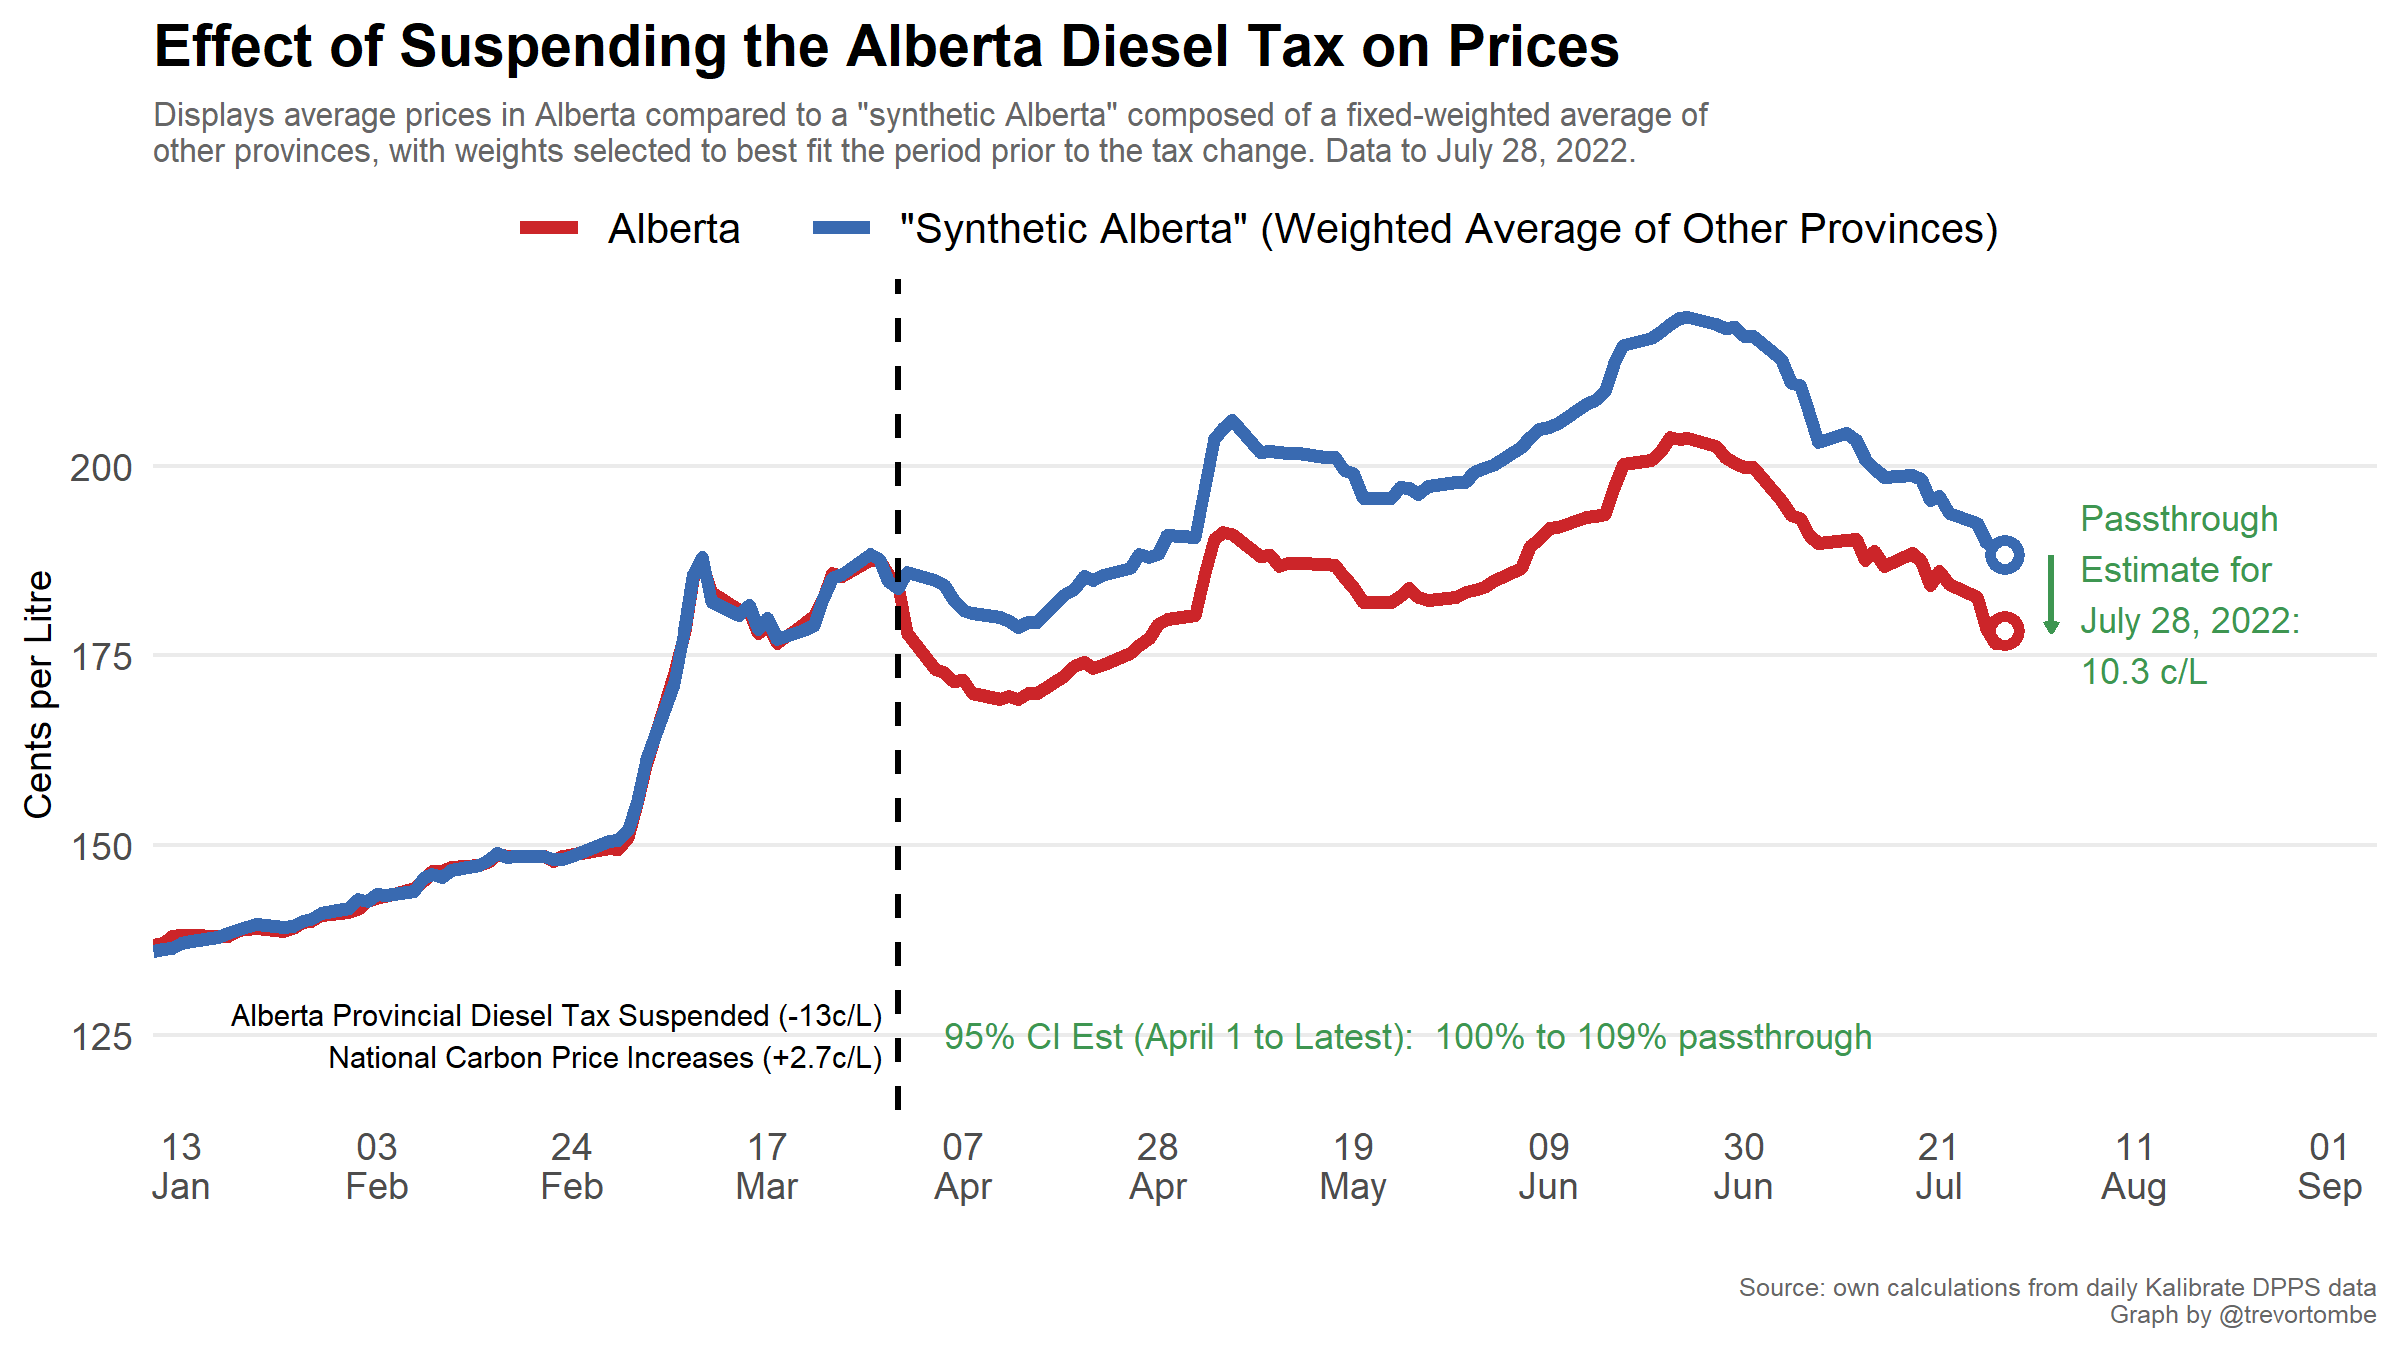 Effect of Suspending the Alberta Diesel Tax on Prices
Displays average prices in Alberta compared to a "synthetic Alberta" composed of a fixed-weighted average of
other provinces, with weights selected to best fit the period prior to the tax change. Data to July 28, 2022.
Alberta
"Synthetic Alberta" (Weighted Average of Other Provinces)
Cents per Litre
200
175
150
125
Passthrough
Estimate for
July 28, 2022:
10.3 c/L
Alberta Provincial Diesel Tax Suspended (-13c/L)
National Carbon Price Increases (+2.7c/L)
95% CI Est (April 1 to Latest):  100% to 109% passthrough
13
Jan
03
Feb
24
Feb
17
Mar
07
Apr
28
Apr
19
May
09
Jun
30
Jun
21
Jul
11
Aug
01
Sep
Source: own calculations from daily Kalibrate DPPS data
Graph by @trevortombe